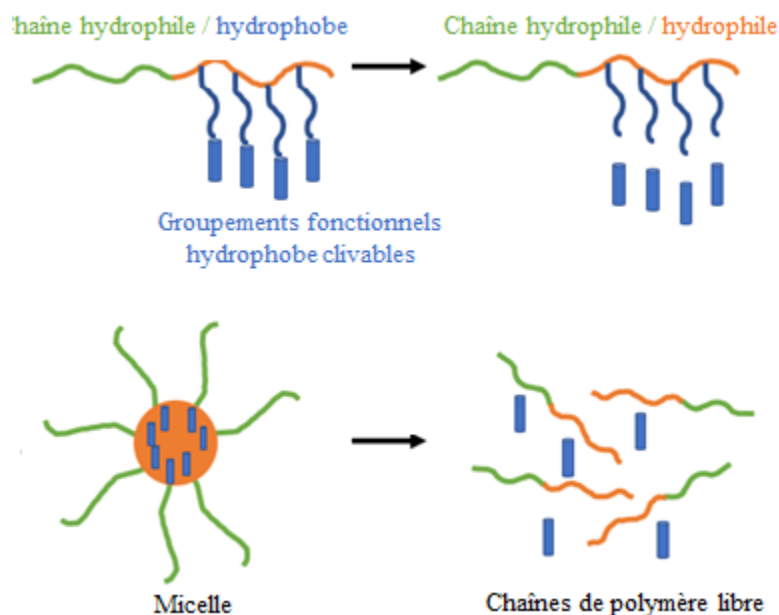 haîne hydrophile / hydrophobe
Chaîne hydrophile / hydrophile
Groupements fonctionnels
hydrophobe clivables
Micelle
Chaînes de polymère libre